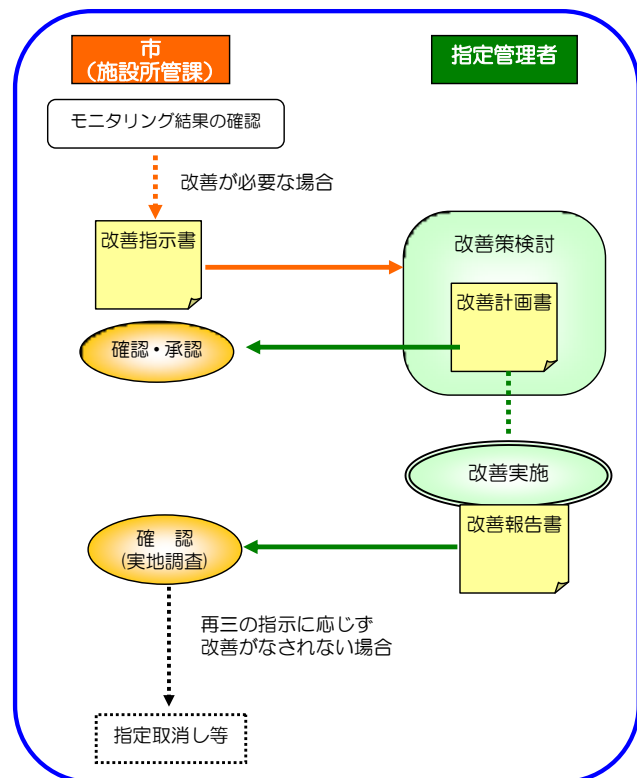 市
（施設所管課）
指定管理者
モニタリング結果の確認
改善が必要な場合
改善指示書
改善策検討
改善計画書
確認・承認
改善実施
改善報告書
確　認
(実地調査)
再三の指示に応じず
改善がなされない場合
指定取消し等